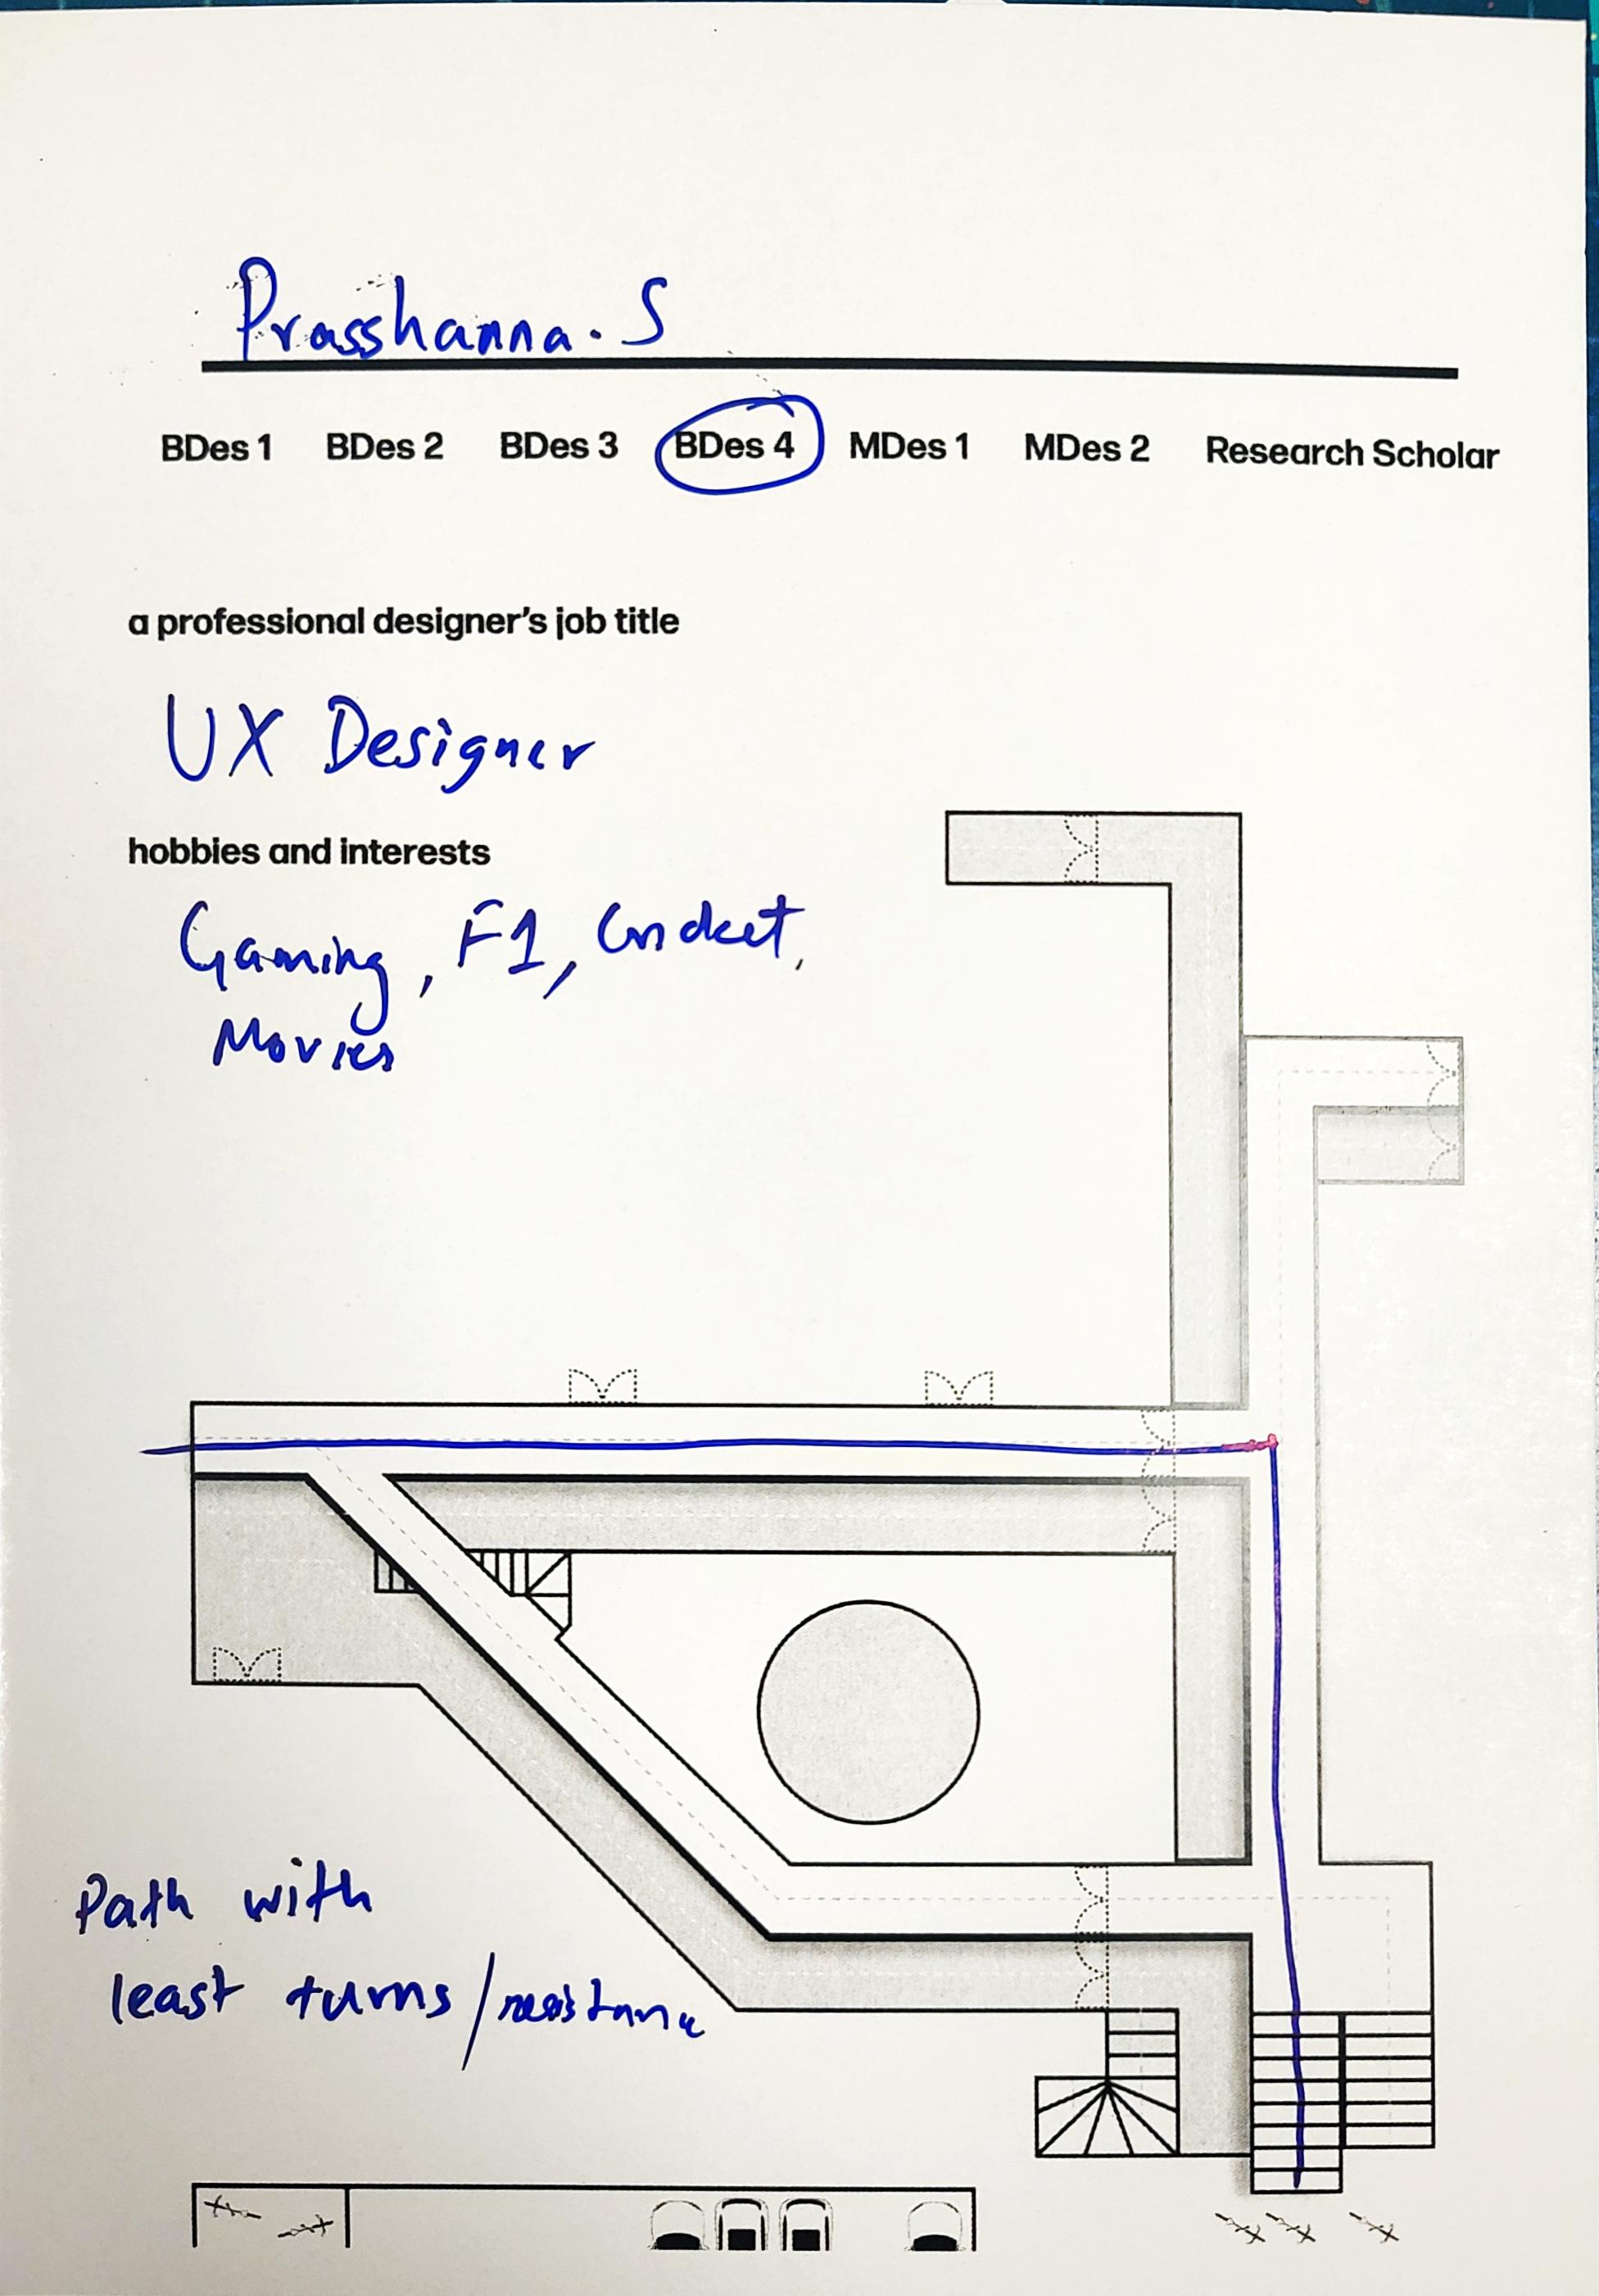 Prasshanna. S
BDes 1 BDes 2 BDes 3 BDes 4 MDes 1 MDes 2 Research Scholar
a professional designer's job title
UX Designer
hobbies and interests
Gaming, F1, Cricket,
Movies
Path with
least turns/resistance